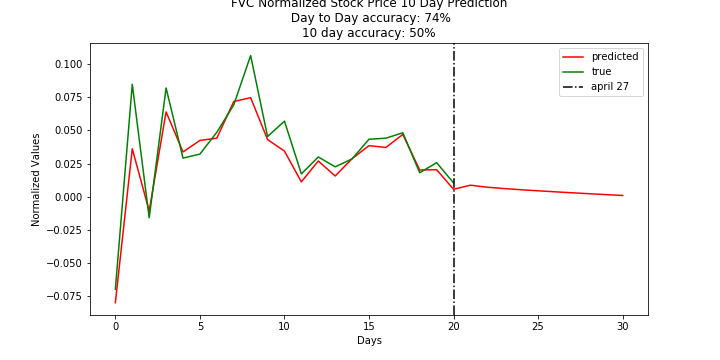 FVC Normalized Stock Price 10 Day Prediction
Day to Day accuracy: 74%
10 day accuracy: 50%
predicted
true
april 27
Normalized Values
0.100
0.075
0.050
0.025
0.000
−0.025
−0.050
−0.075
0 5 10 15 20 25 30
Days